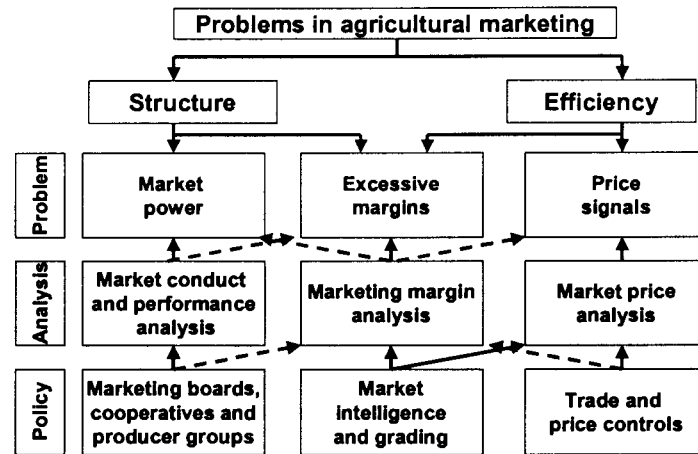 Problems in agricultural marketing
Structure
Efficiency
Problem
Market
power
Excessive
margins
Price
signals
Analysis
Market conduct
and performance
analysis
Marketing margin
analysis
Market price
analysis
Policy
Marketing boards,
cooperatives and
producer groups
Market
intelligence
and grading
Trade and
price controls